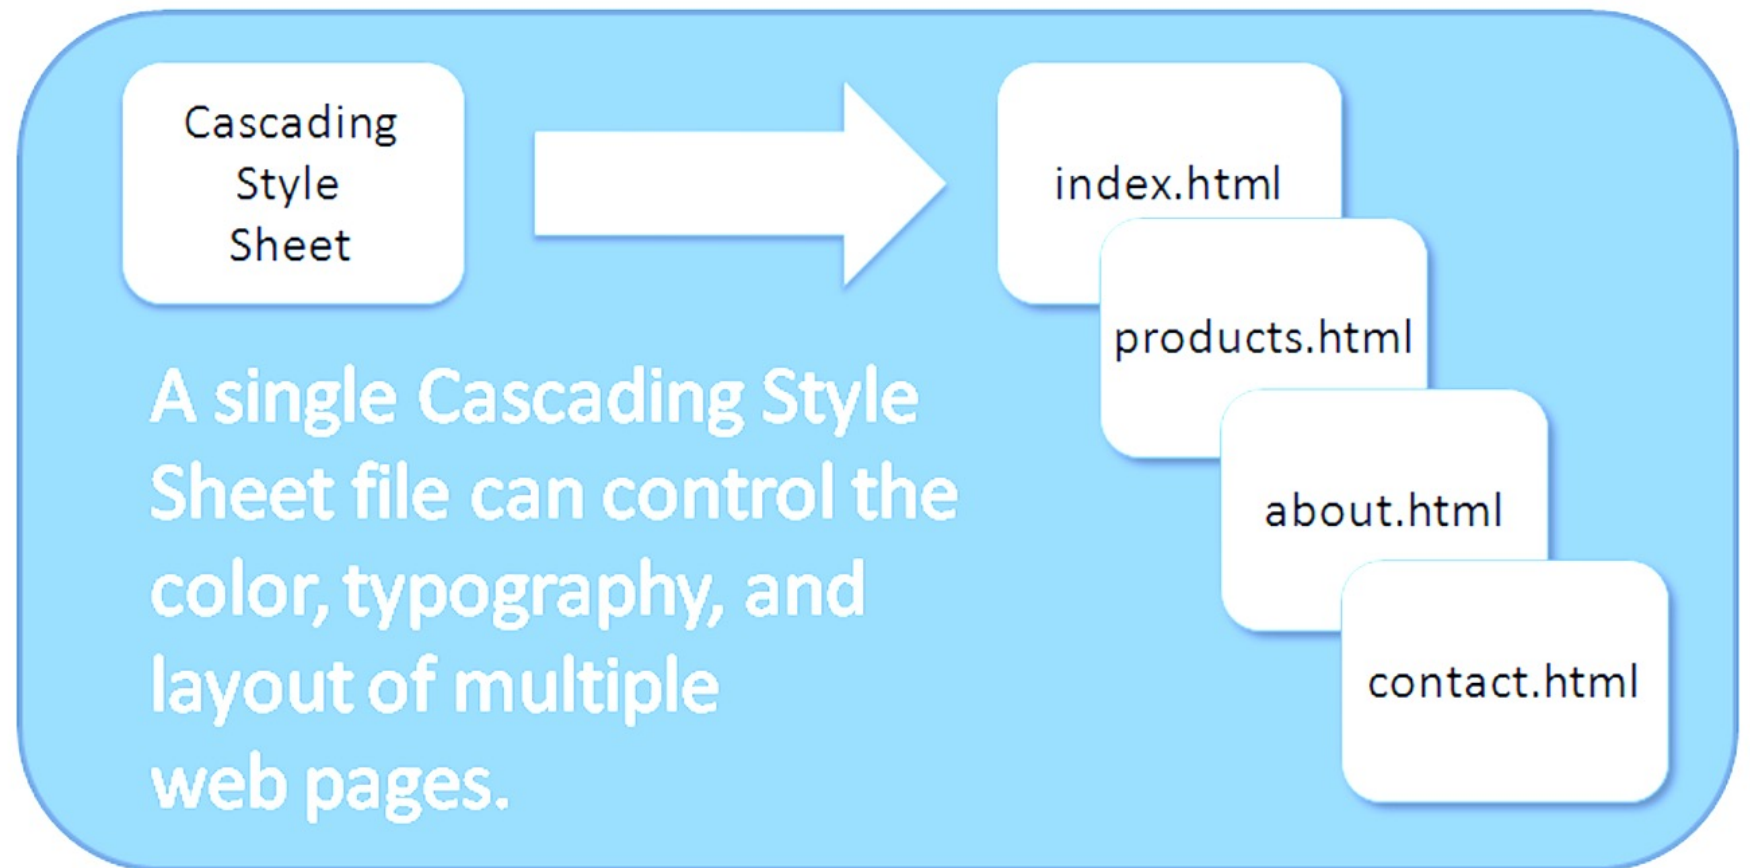 Cascading
Style
Sheet
index.html
products.html
about.html
contact.html
A single Cascading Style
Sheet file can control the
color, typography, and
layout of multiple
web pages.